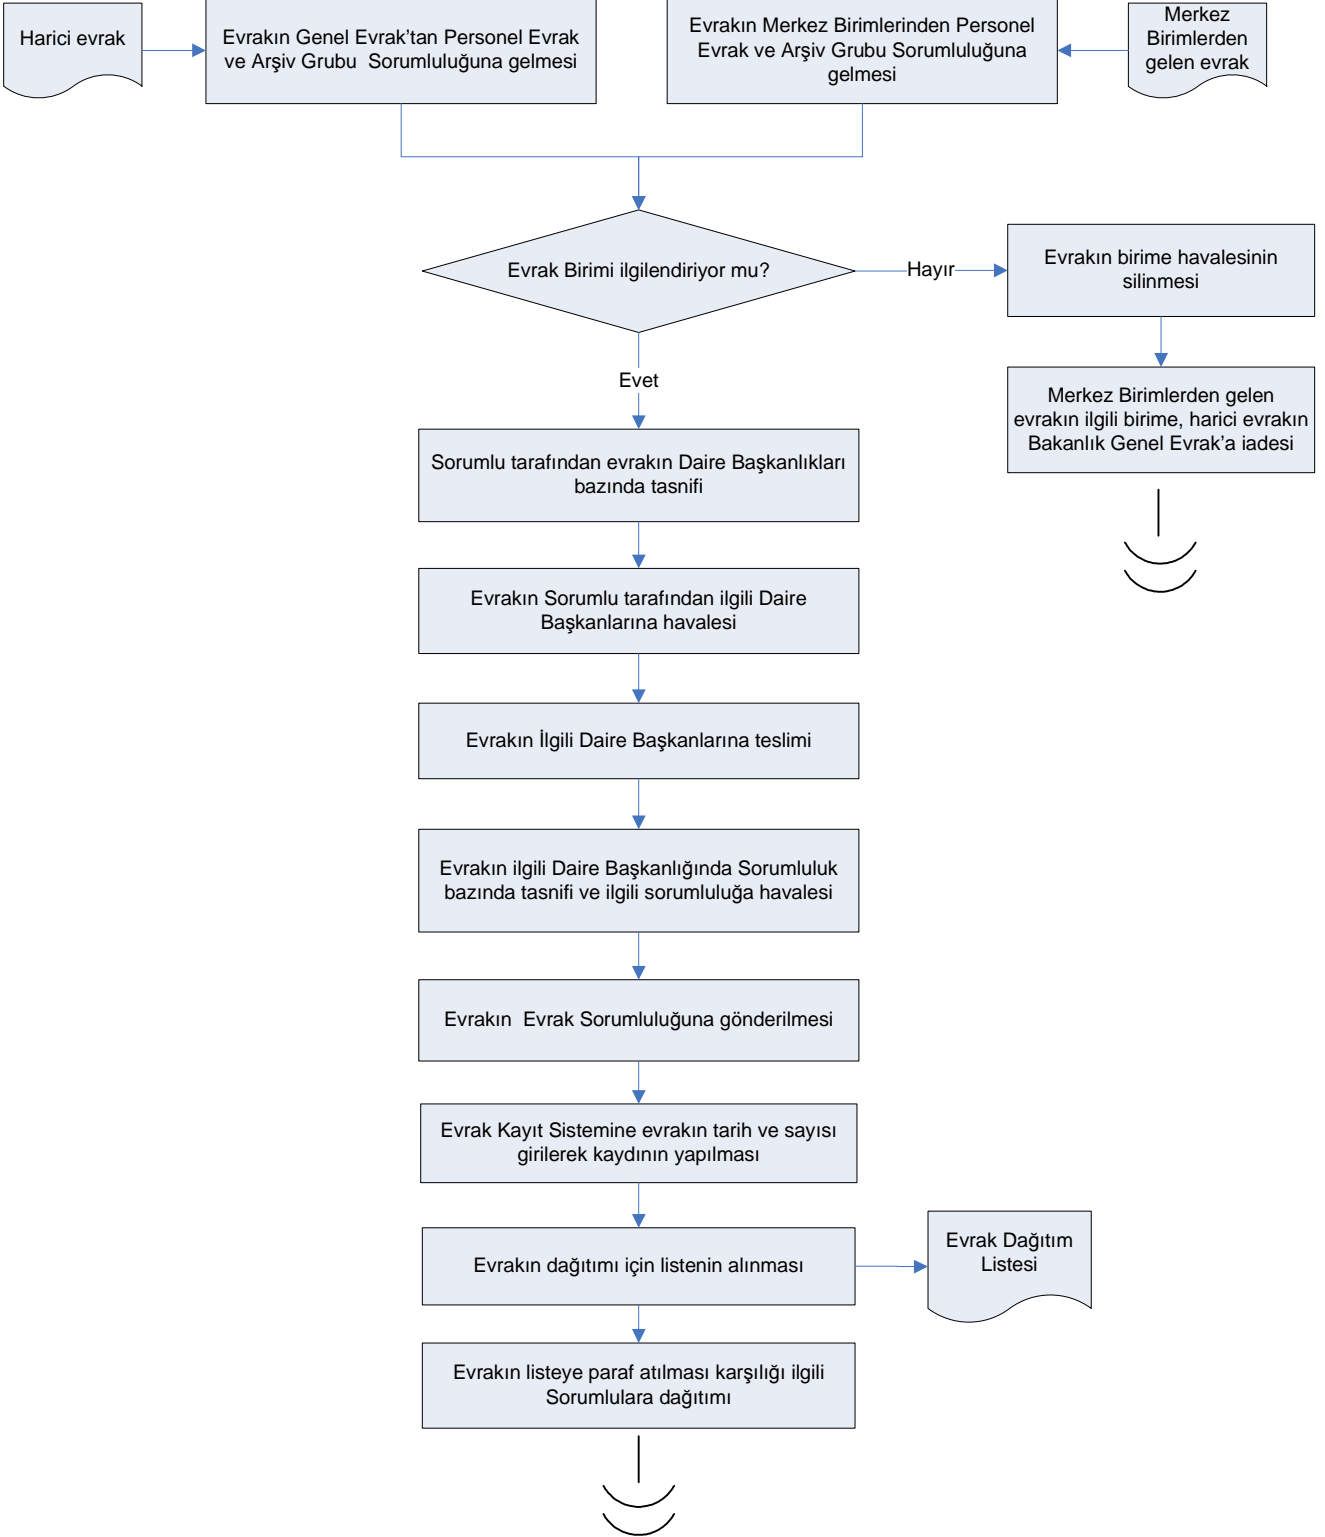 Harici evrak
Evrakın Genel Evrak’tan Personel Evrak
ve Arşiv Grubu  Sorumluluğuna gelmesi
Evrakın Merkez Birimlerinden Personel
Evrak ve Arşiv Grubu Sorumluluğuna
gelmesi
Merkez
Birimlerden
gelen evrak
Evrak Birimi ilgilendiriyor mu?
Hayır
Evrakın birime havalesinin
silinmesi
Merkez Birimlerden gelen
evrakın ilgili birime, harici evrakın
Bakanlık Genel Evrak’a iadesi
Evet
Sorumlu tarafından evrakın Daire Başkanlıkları
bazında tasnifi
Evrakın Sorumlu tarafından ilgili Daire
Başkanlarına havalesi
Evrakın İlgili Daire Başkanlarına teslimi
Evrakın ilgili Daire Başkanlığında Sorumluluk
bazında tasnifi ve ilgili sorumluluğa havalesi
Evrakın  Evrak Sorumluluğuna gönderilmesi
Evrak Kayıt Sistemine evrakın tarih ve sayısı
girilerek kaydının yapılması
Evrakın dağıtımı için listenin alınması
Evrak Dağıtım
Listesi
Evrakın listeye paraf atılması karşılığı ilgili
Sorumlulara dağıtımı